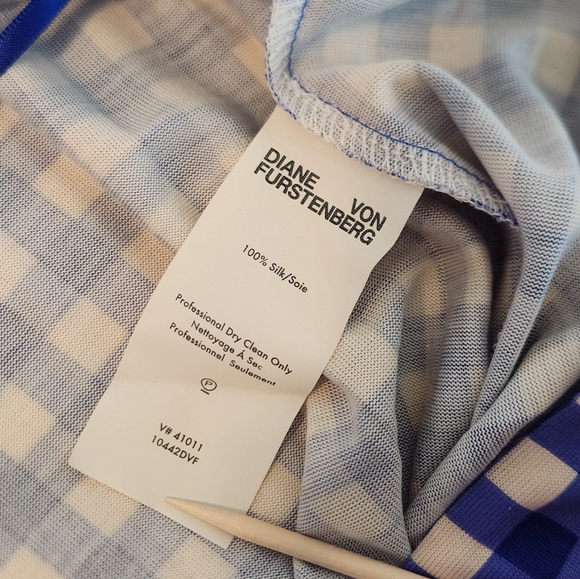 DIANE VON
FURSTENBERG
100% Silk/Soie
Professional Dry Clean Only
Nettoyage À Sec
Professionnel Seulement
P
V# 41011
10442DVF